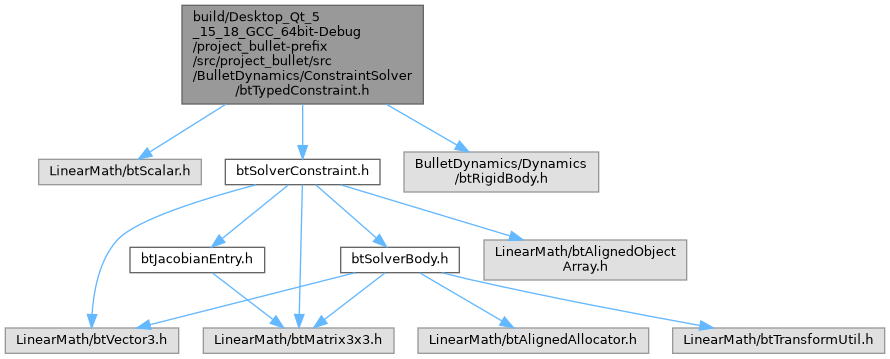 build/Desktop_Qt_5
_15_18_GCC_64bit-Debug
/project_bullet-prefix
/src/project_bullet/src
/BulletDynamics/ConstraintSolver
/btTypedConstraint.h
LinearMath/btScalar.h
btSolverConstraint.h
BulletDynamics/Dynamics
/btRigidBody.h
btJacobianEntry.h
btSolverBody.h
LinearMath/btAlignedObject
Array.h
LinearMath/btVector3.h
LinearMath/btMatrix3x3.h
LinearMath/btAlignedAllocator.h
LinearMath/btTransformUtil.h